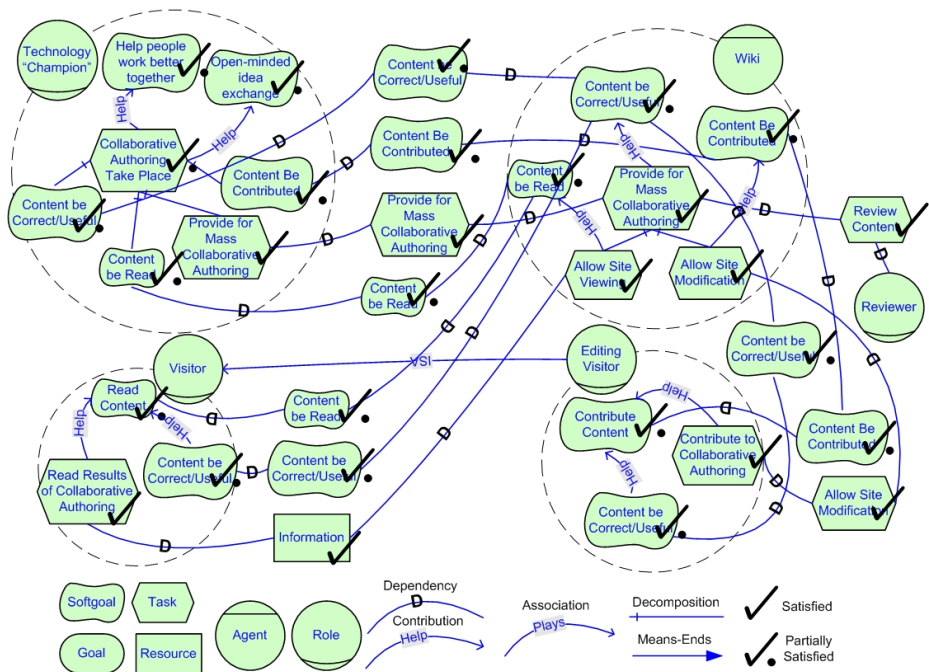 Technology
"Champion"
Help people
work better
together
Open-minded
idea
exchange
Content be
Correct/Useful
D
Content be
Correct/Useful
Wiki
Help
Help
D
Collaborative
Authoring
Take Place
Content Be
Contributed
D
Content Be
Contributed
D
Help
Content Be
Contributed
Content
be Read
Provide for
Mass
Collaborative
Authoring
Help
D
D
Review
Content
Content be
Correct/Useful
Provide for
Mass
Collaborative
Authoring
D
Provide for
Mass
Collaborative
Authoring
D
D
Help
Content
be Read
Allow Site
Viewing
Allow Site
Modification
D
D
Reviewer
D
Content
be Read
D
D
Content be
Correct/Useful
D
Visitor
ISA
Editing
Visitor
Read
Content
Help
Help
D
Content
be Read
D
Contribute
Content
Help
D
Content Be
Contributed
Read Results
of Collaborative
Authoring
Content be
Correct/Useful
D
Content be
Correct/Useful
Contribute to
Collaborative
Authoring
Help
D
D
Allow Site
Modification
Content be
Correct/Useful
D
Information
Softgoal
Task
Goal
Resource
Agent
Role
Dependency
D
Contribution
Help
Association
Plays
Decomposition
Means-Ends
Satisfied
Partially
Satisfied